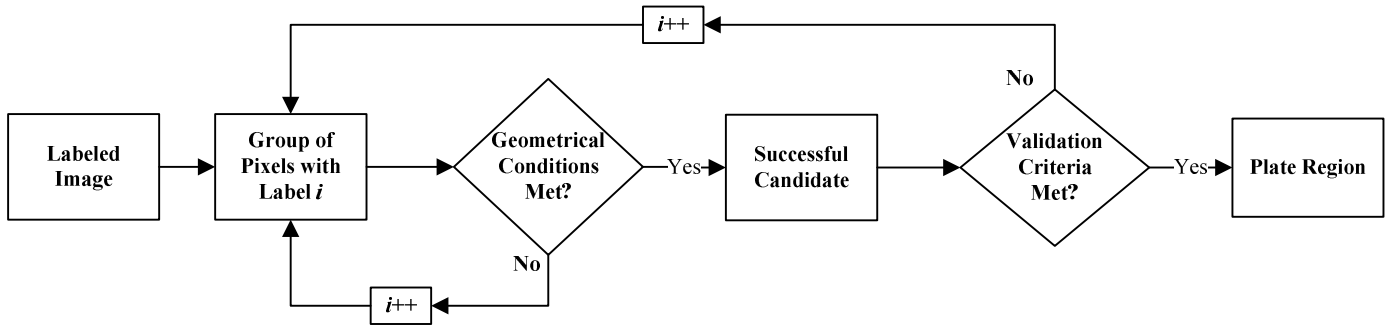 i++
No
Labeled
Image
Group of
Pixels with
Label i
Geometrical
Conditions
Met?
Yes
Successful
Candidate
Validation
Criteria
Met?
Yes
Plate Region
No
i++